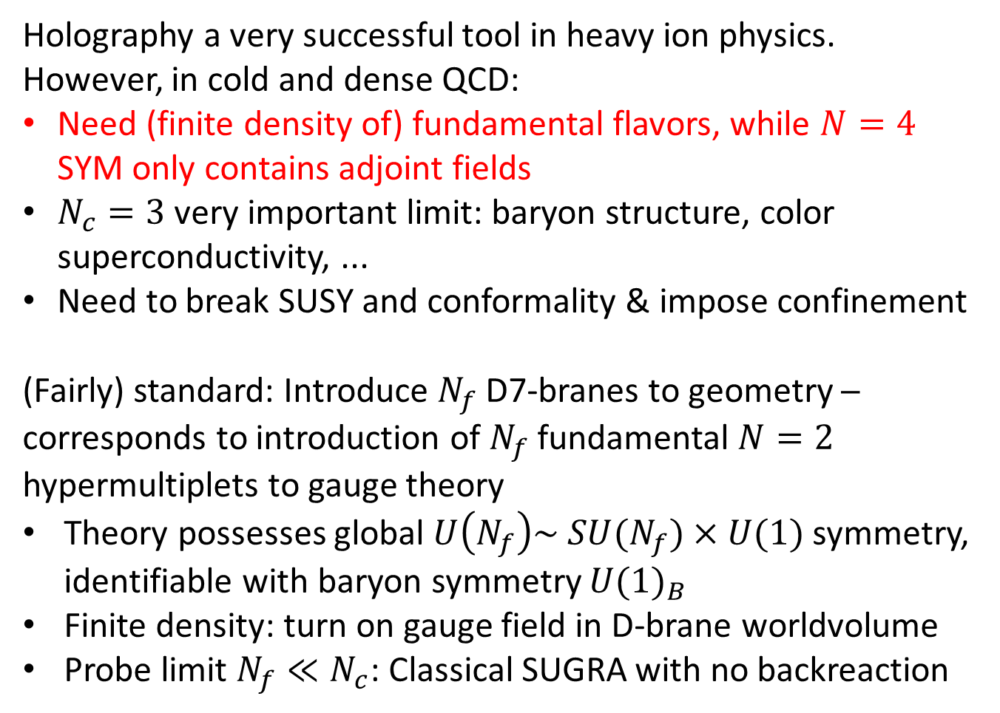 Holography a very successful tool in heavy ion physics.
However, in cold and dense QCD:
• Need (finite density of) fundamental flavors, while N = 4
SYM only contains adjoint fields
• N_c = 3 very important limit: baryon structure, color
superconductivity, ...
• Need to break SUSY and conformality & impose confinement
(Fairly) standard: Introduce N_f D7-branes to geometry –
corresponds to introduction of N_f fundamental N = 2
hypermultiplets to gauge theory
• Theory possesses global U(N_f)~ SU(N_f) × U(1) symmetry,
identifiable with baryon symmetry U(1)_B
• Finite density: turn on gauge field in D-brane worldvolume
• Probe limit N_f ≪ N_c: Classical SUGRA with no backreaction